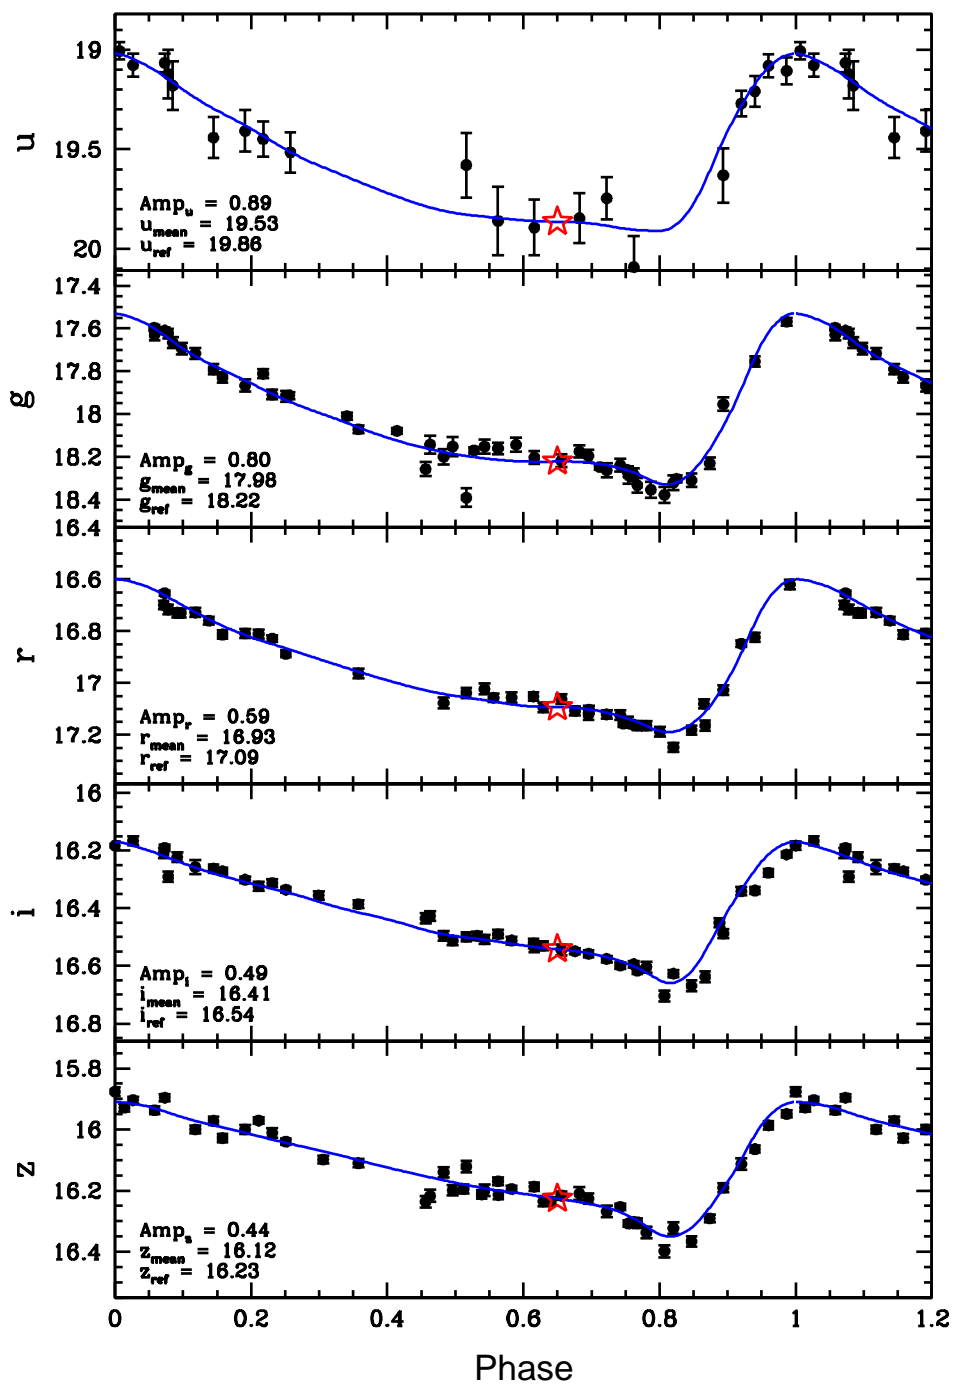 u
19
19.5
20
Amp_u = 0.89
u_mean = 19.53
u_ref = 19.86
g
17.4
17.6
17.8
18
18.2
18.4
Amp_g = 0.80
g_mean = 17.98
g_ref = 18.22
r
16.4
16.6
16.8
17
17.2
Amp_r = 0.59
r_mean = 16.93
r_ref = 17.09
i
16
16.2
16.4
16.6
16.8
Amp_i = 0.49
i_mean = 16.41
i_ref = 16.54
z
15.8
16
16.2
16.4
Amp_z = 0.44
z_mean = 16.12
z_ref = 16.23
0 0.2 0.4 0.6 0.8 1 1.2
Phase